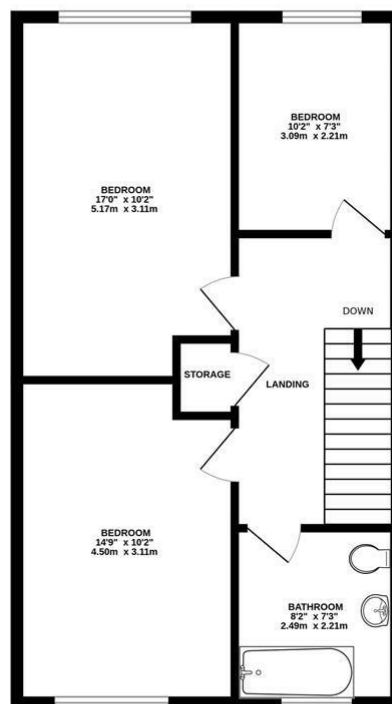 BEDROOM
10'2" x 7'3"
3.09m x 2.21m
BEDROOM
17'0" x 10'2"
5.17m x 3.11m
DOWN
STORAGE
LANDING
BEDROOM
14'9" x 10'2"
4.50m x 3.11m
BATHROOM
8'2" x 7'3"
2.49m x 2.21m